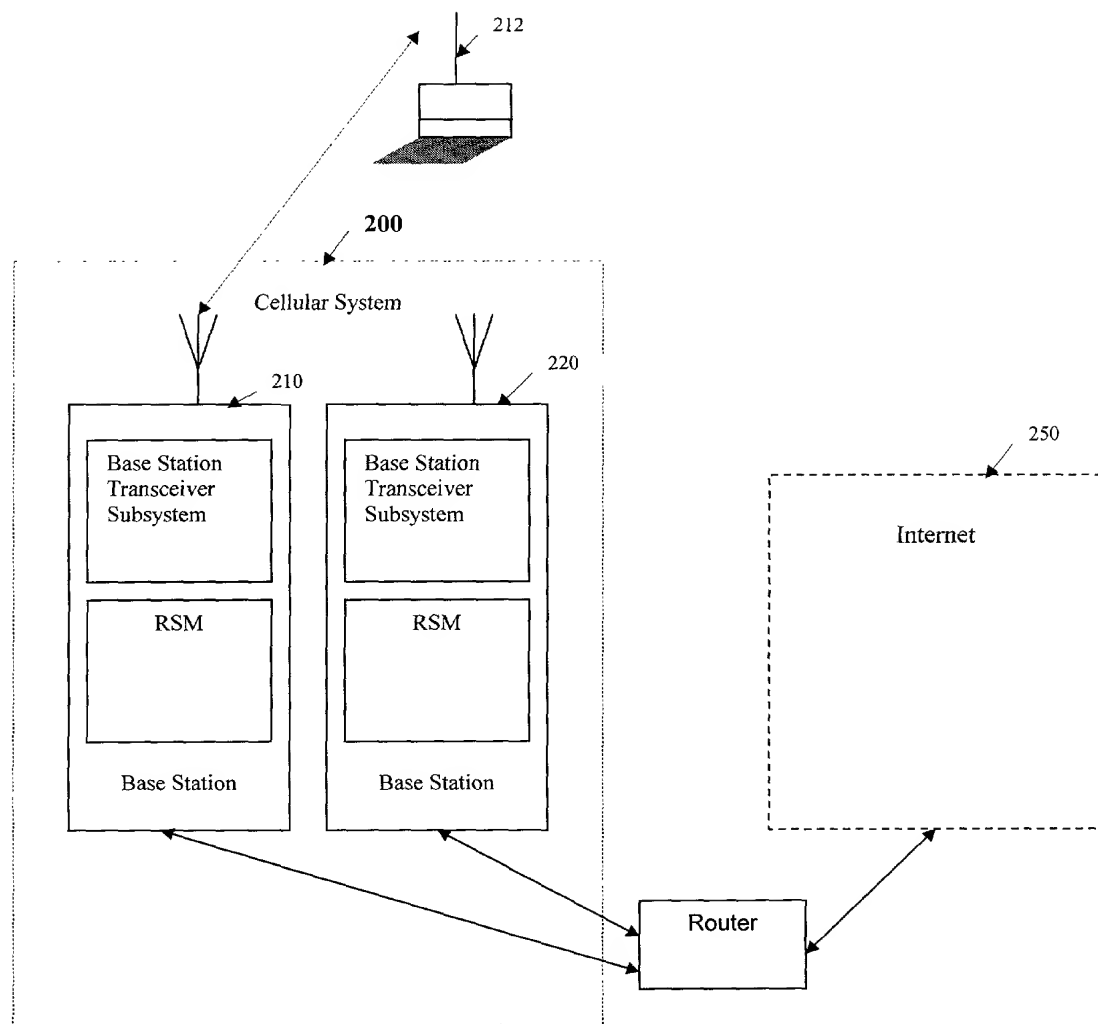 212
200
Cellular System
210
220
250
Base Station
Transceiver
Subsystem
Base Station
Transceiver
Subsystem
Internet
RSM
RSM
Base Station
Base Station
Router